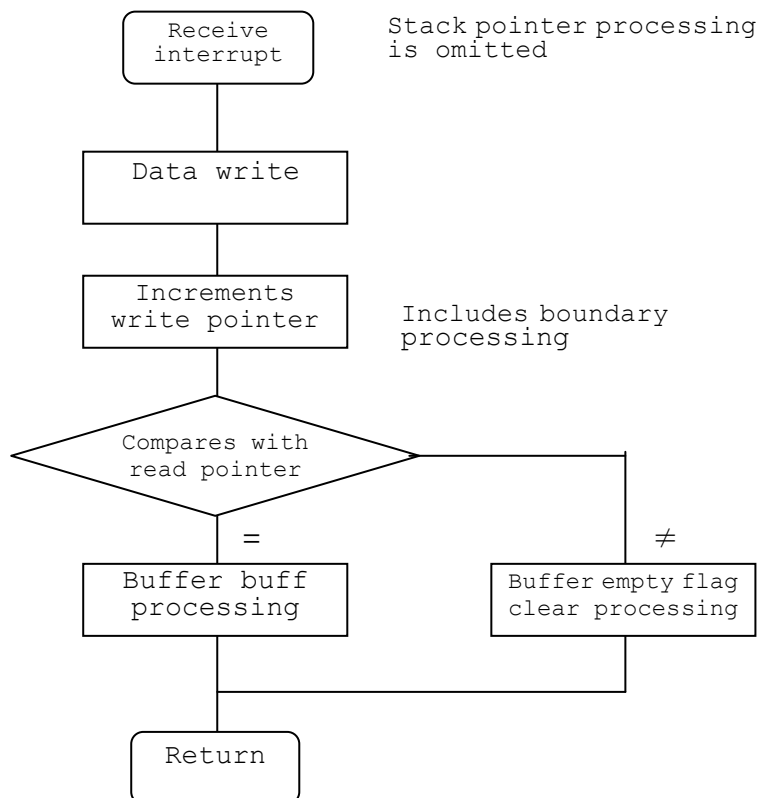 Receive
interrupt
Stack pointer processing
is omitted
Data write
Increments
write pointer
Includes boundary
processing
Compares with
read pointer
=
≠
Buffer buff
processing
Buffer empty flag
clear processing
Return